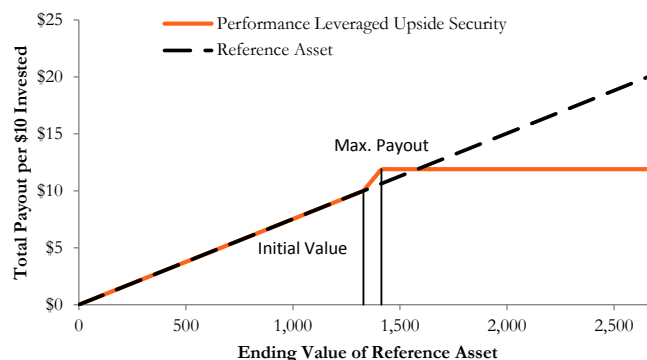 $25
Performance Leveraged Upside Security
Reference Asset
$20
$15
Max. Payout
$10
Initial Value
$5
$0
0 500 1,000 1,500 2,000 2,500
Total Payout per $10 Invested
Ending Value of Reference Asset